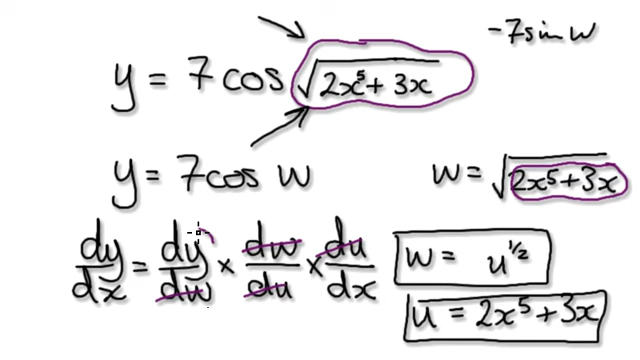 -7sin w
y = 7 cos √(2x⁵ + 3x)
y = 7cos w
w = √(2x⁵ + 3x)
dy/dx = dy/dw × dw/du × du/dx
w = u^1/2
u = 2x⁵ + 3x